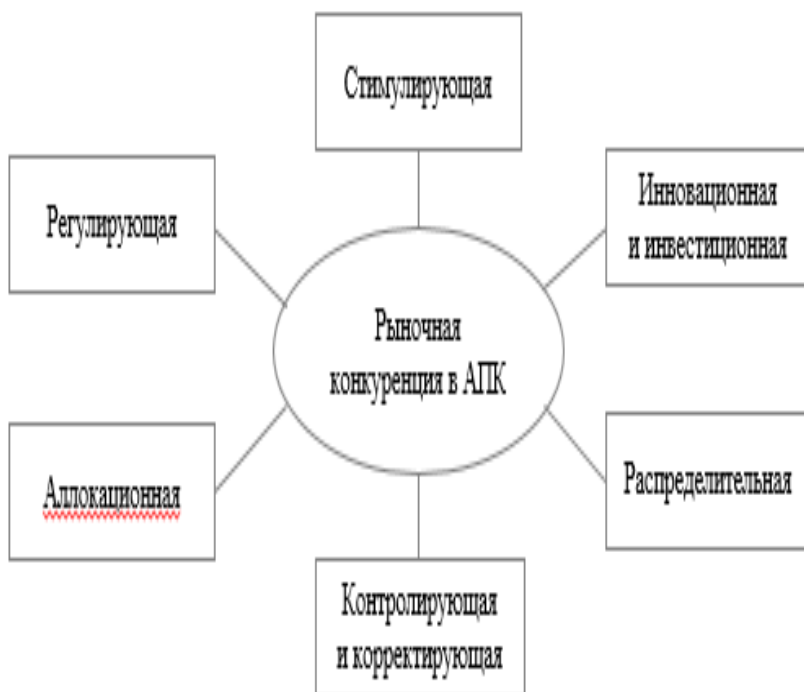 Стимулирующая
Регулирующая
Инновационная
и инвестиционная
Рыночная
конкуренция в АПК
Аллокационная
Распределительная
Контролирующая
и корректирующая